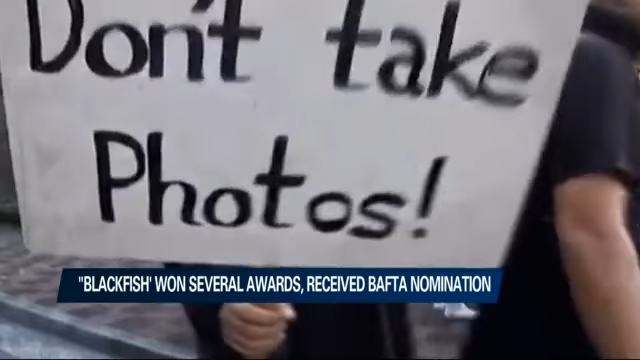 Don't take
Photos!
"BLACKFISH' WON SEVERAL AWARDS, RECEIVED BAFTA NOMINATION